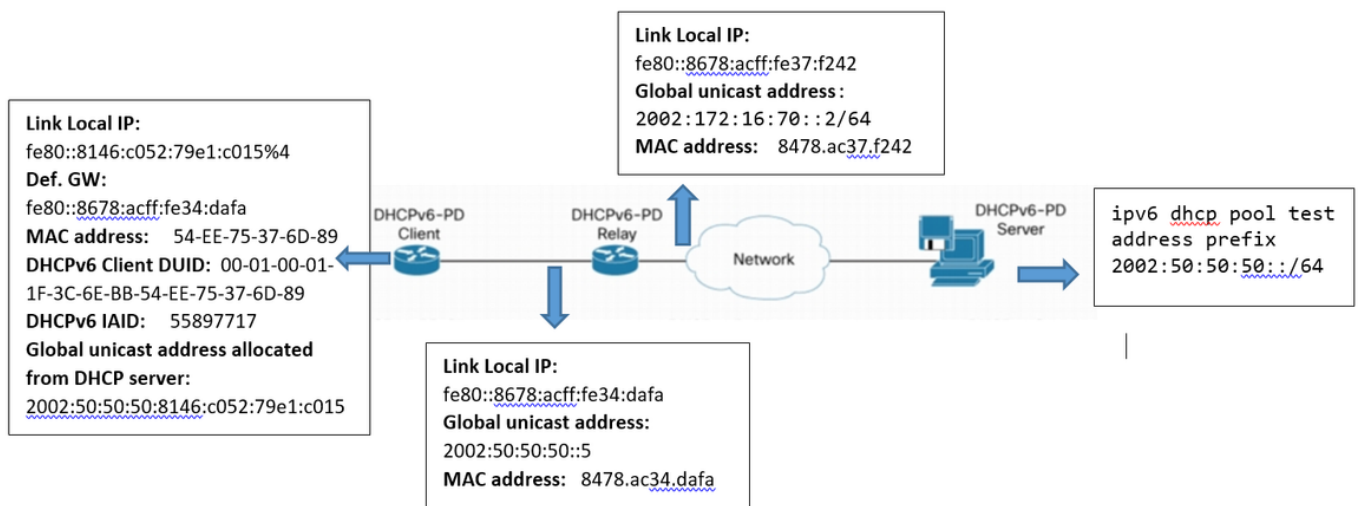 Link Local IP:
fe80::8678:acff:fe37:f242
Global unicast address:
2002:172:16:70::2/64
MAC address: 8478.ac37.f242
Link Local IP:
fe80::8146:c052:79e1:c015%4
Def. GW:
fe80::8678:acff:fe34:dafa
MAC address: 54-EE-75-37-6D-89
DHCPv6 Client DUID: 00-01-00-01-
1F-3C-6E-BB-54-EE-75-37-6D-89
DHCPv6 IAID: 55897717
Global unicast address allocated
from DHCP server:
2002:50:50:50:8146:c052:79e1:c015
DHCPv6-PD
Client
DHCPv6-PD
Relay
Network
DHCPv6-PD
Server
ipv6 dhcp pool test
address prefix
2002:50:50:50::/64
Link Local IP:
fe80::8678:acff:fe34:dafa
Global unicast address:
2002:50:50:50::5
MAC address: 8478.ac34.dafa